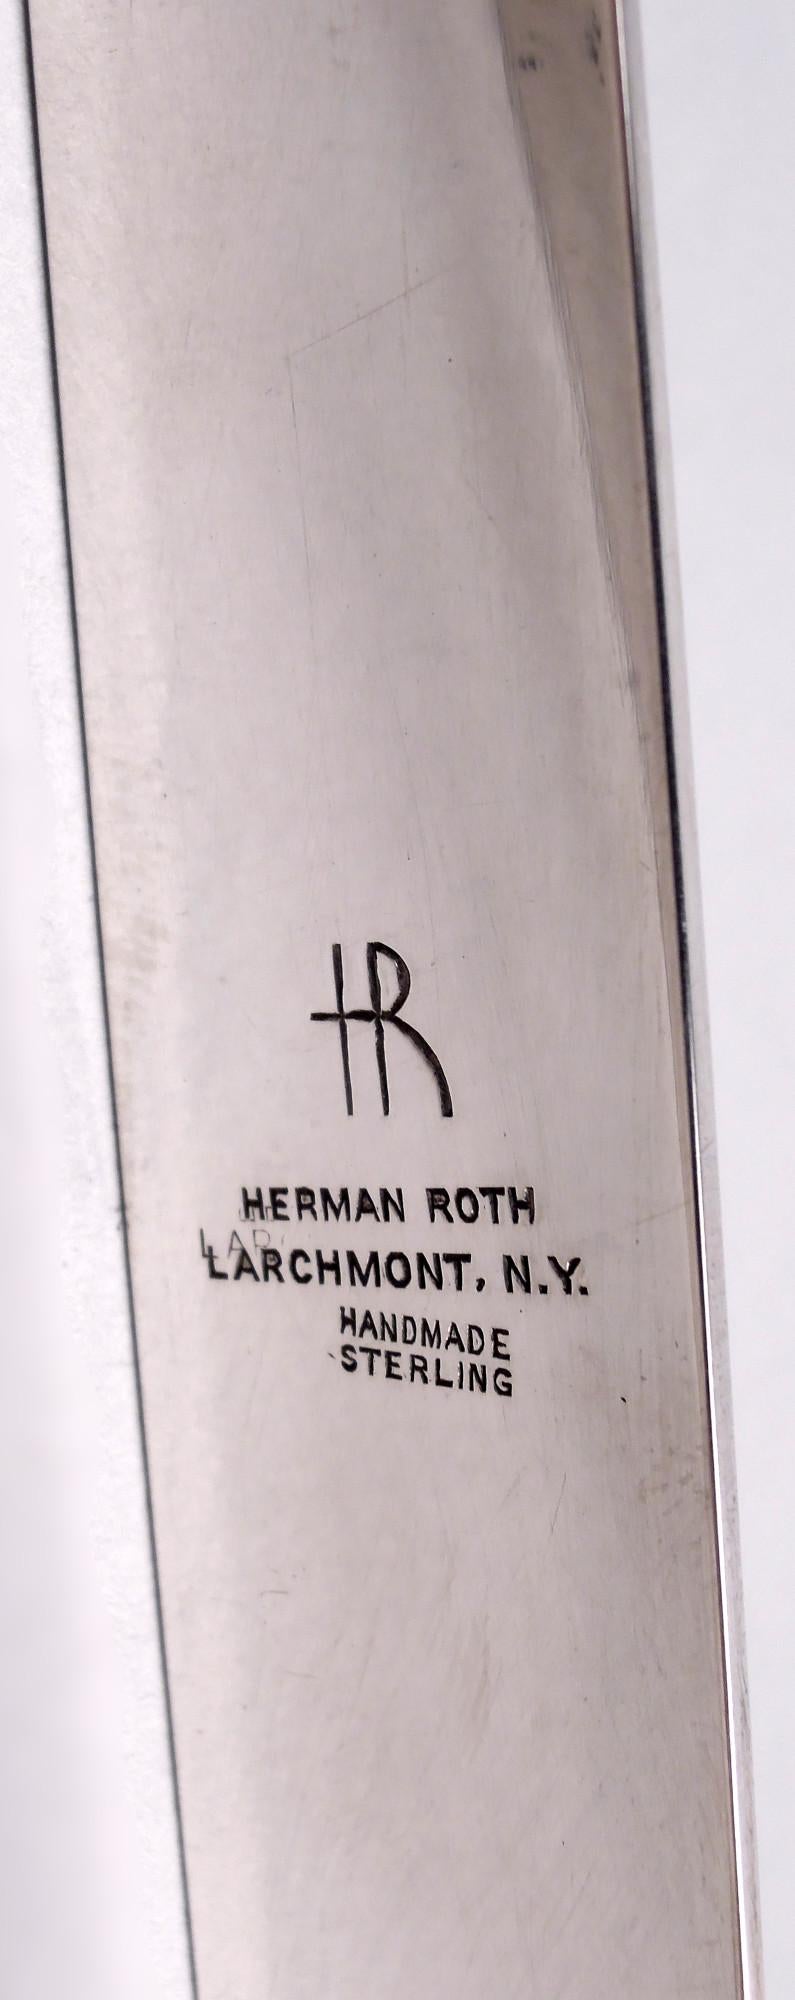 HR
HERMAN ROTH
LARCHMONT, N.Y.
HANDMADE
STERLING